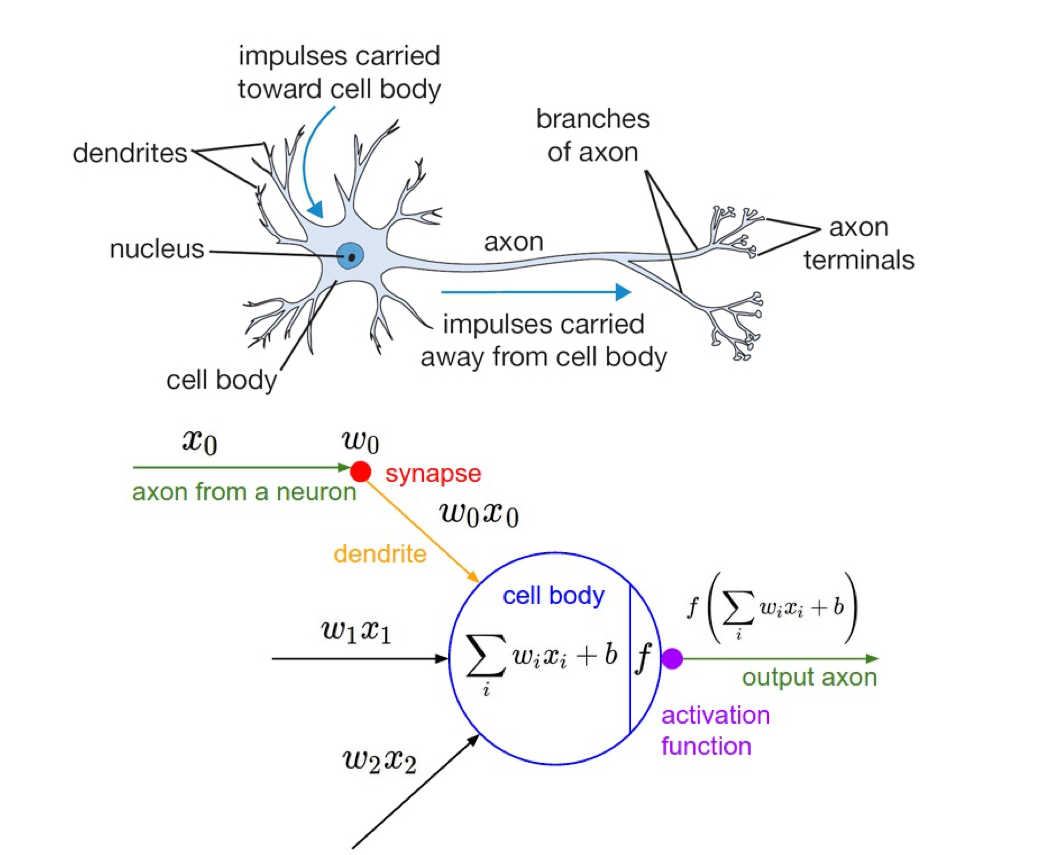 impulses carried
toward cell body
branches
of axon
dendrites
nucleus
axon
axon
terminals
impulses carried
away from cell body
cell body
x₀
w₀
synapse
axon from a neuron
w₀x₀
dendrite
cell body
f(∑ᵢ wᵢxᵢ + b)
w₁x₁
∑ᵢ wᵢxᵢ + b
f
output axon
activation
function
w₂x₂